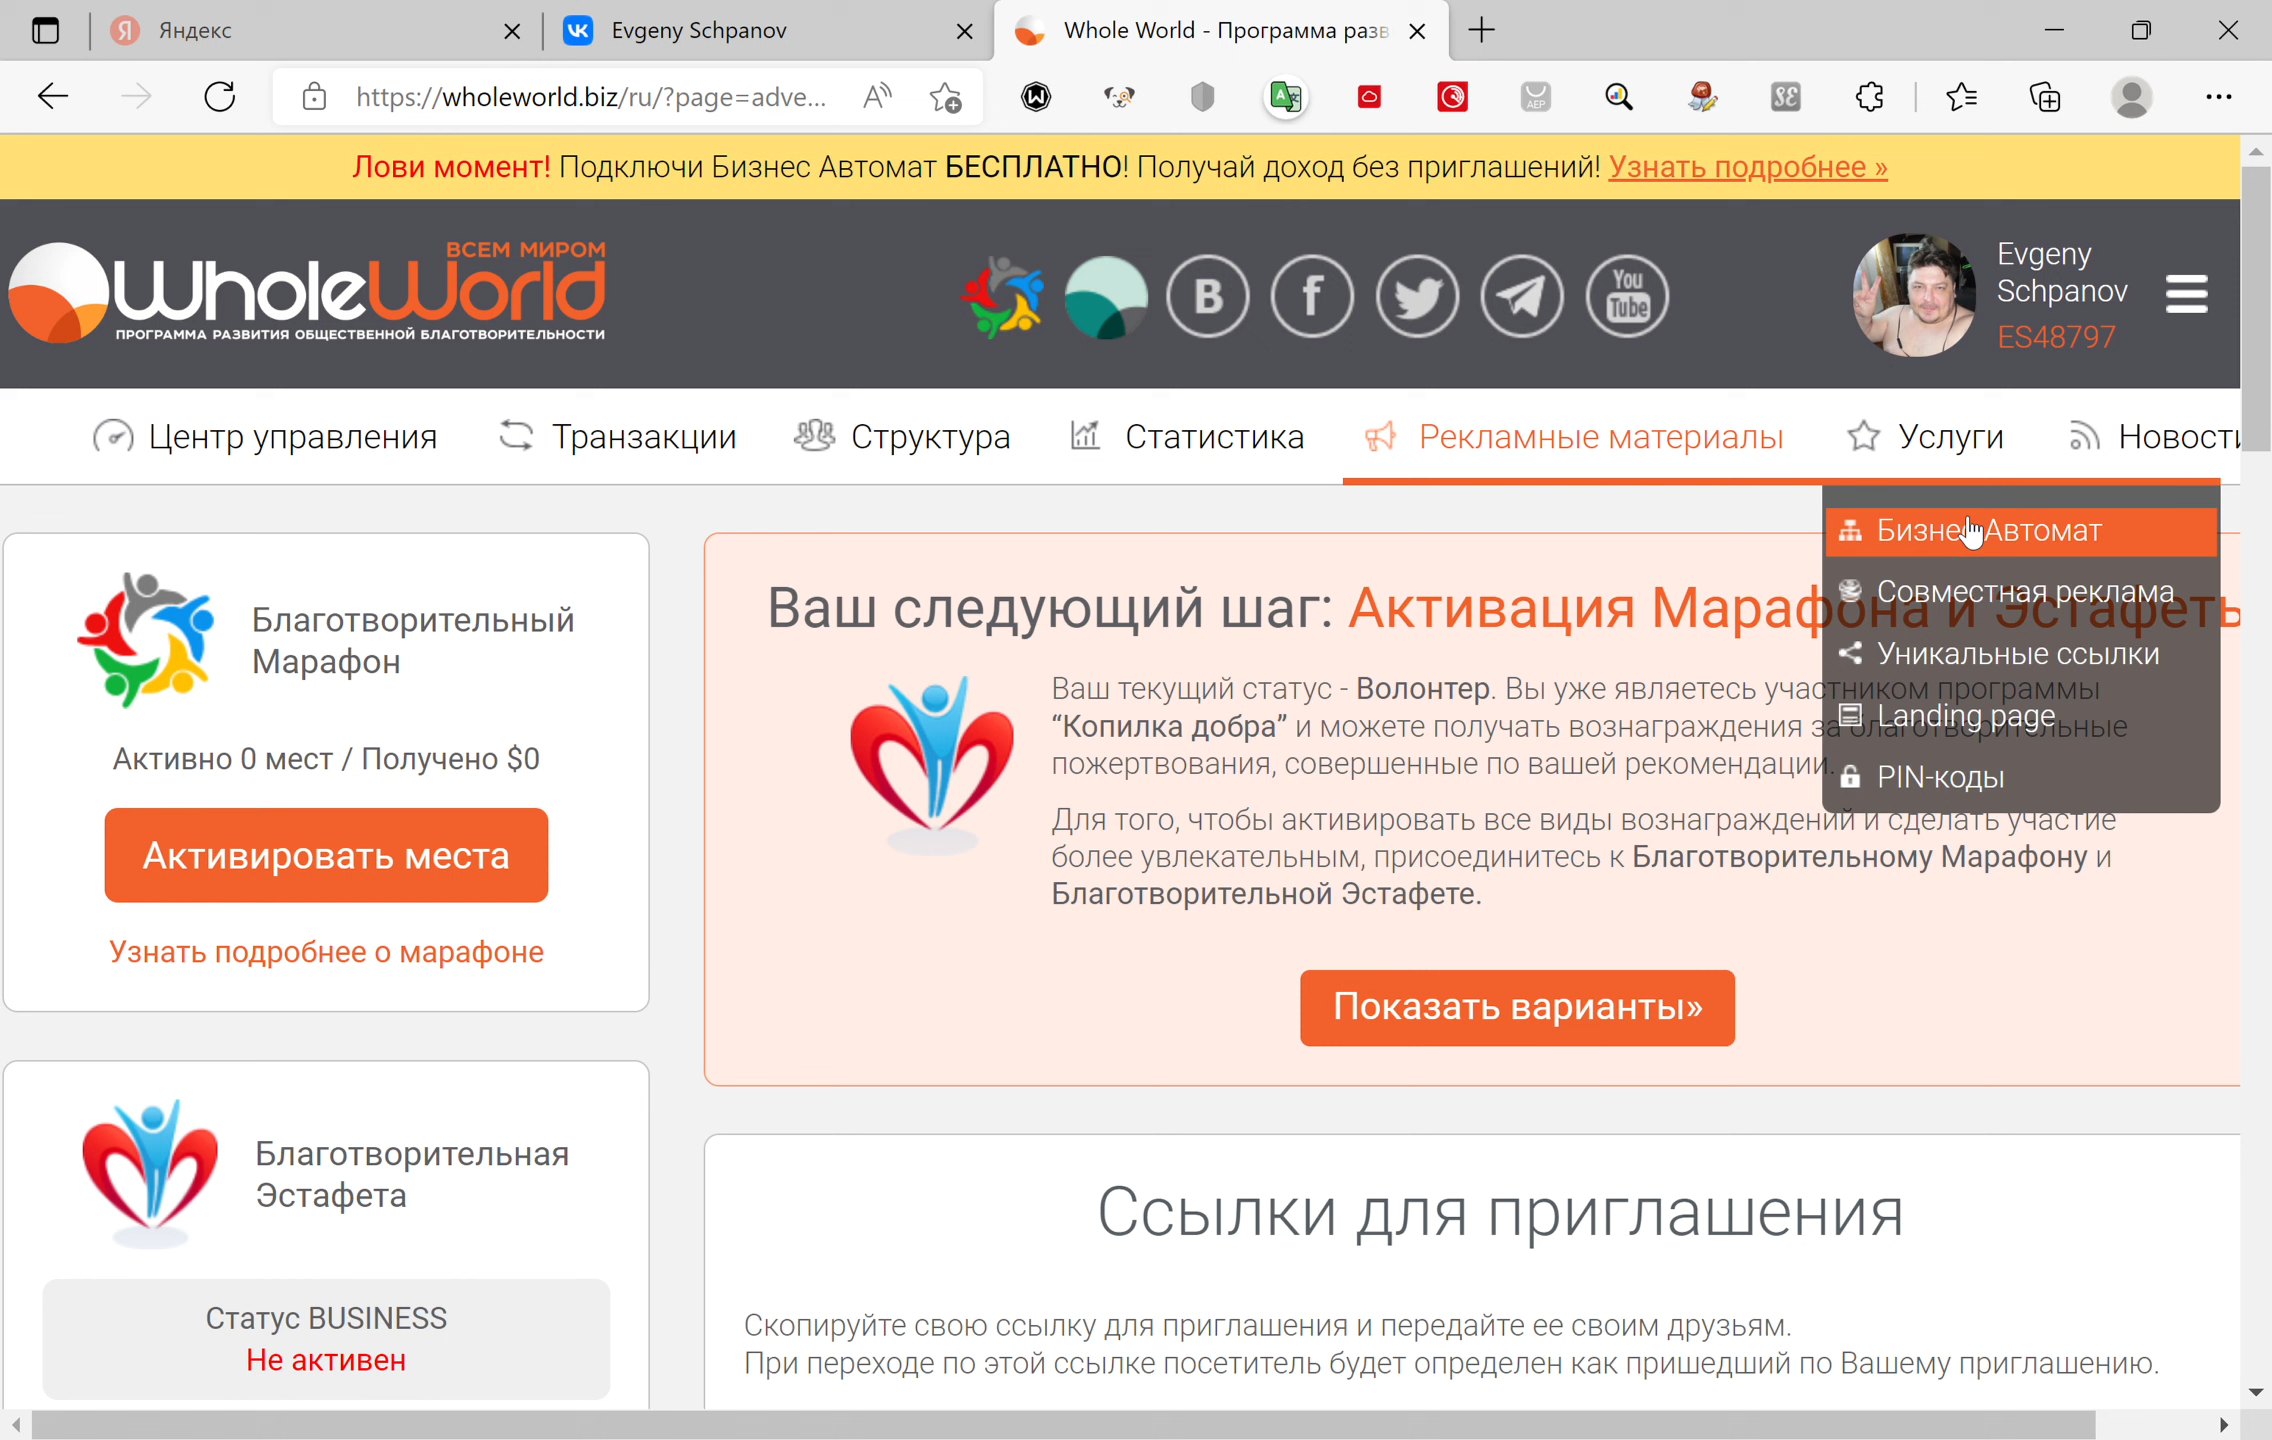 Яндекс
Evgeny Schpanov
Whole World - Программа разв
https://wholeworld.biz/ru/?page=adve...
Лови момент! Подключи Бизнес Автомат БЕСПЛАТНО! Получай доход без приглашений! Узнать подробнее »
ВСЕМ МИРОМ
WholeWorld
ПРОГРАММА РАЗВИТИЯ ОБЩЕСТВЕННОЙ БЛАГОТВОРИТЕЛЬНОСТИ
You
Tube
Evgeny
Schpanov
ES48797
Центр управления
Транзакции
Структура
Статистика
Рекламные материалы
Услуги
Новости
Бизнес Автомат
Совместная реклама
Уникальные ссылки
Landing page
PIN-коды
Благотворительный
Марафон
Активно 0 мест / Получено $0
Активировать места
Узнать подробнее о марафоне
Ваш следующий шаг: Активация Марафона и Эстафеты
Ваш текущий статус - Волонтер. Вы уже являетесь участником программы
“Копилка добра” и можете получать вознаграждения за благотворительные
пожертвования, совершенные по вашей рекомендации.
Для того, чтобы активировать все виды вознаграждений и сделать участие
более увлекательным, присоединитесь к Благотворительному Марафону и
Благотворительной Эстафете.
Показать варианты»
Благотворительная
Эстафета
Статус BUSINESS
Не активен
Ссылки для приглашения
Скопируйте свою ссылку для приглашения и передайте ее своим друзьям.
При переходе по этой ссылке посетитель будет определен как пришедший по Вашему приглашению.